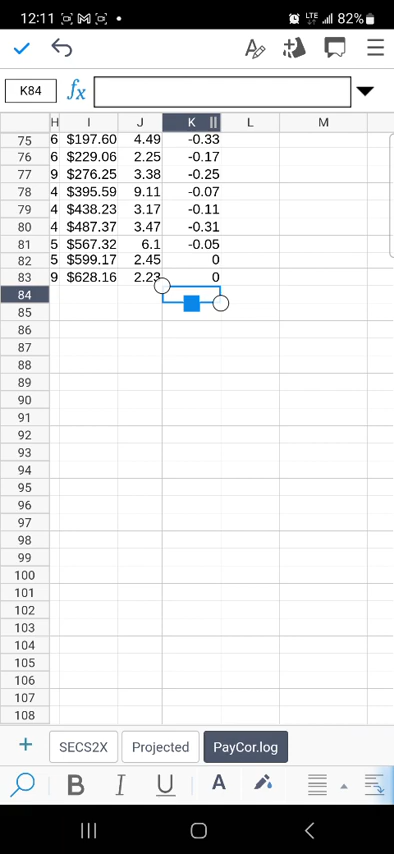 12:11 M • LTE 82%
K84 fx
H I J K L M
75 6 $197.60 4.49 -0.33
76 6 $229.06 2.25 -0.17
77 9 $276.25 3.38 -0.25
78 4 $395.59 9.11 -0.07
79 4 $438.23 3.17 -0.11
80 4 $487.37 3.47 -0.31
81 5 $567.32 6.1 -0.05
82 5 $599.17 2.45 0
83 9 $628.16 2.23 0
84
85
86
87
88
89
90
91
92
93
94
95
96
97
98
99
100
101
102
103
104
105
106
107
108
+ SECS2X Projected PayCor.log
B I U A